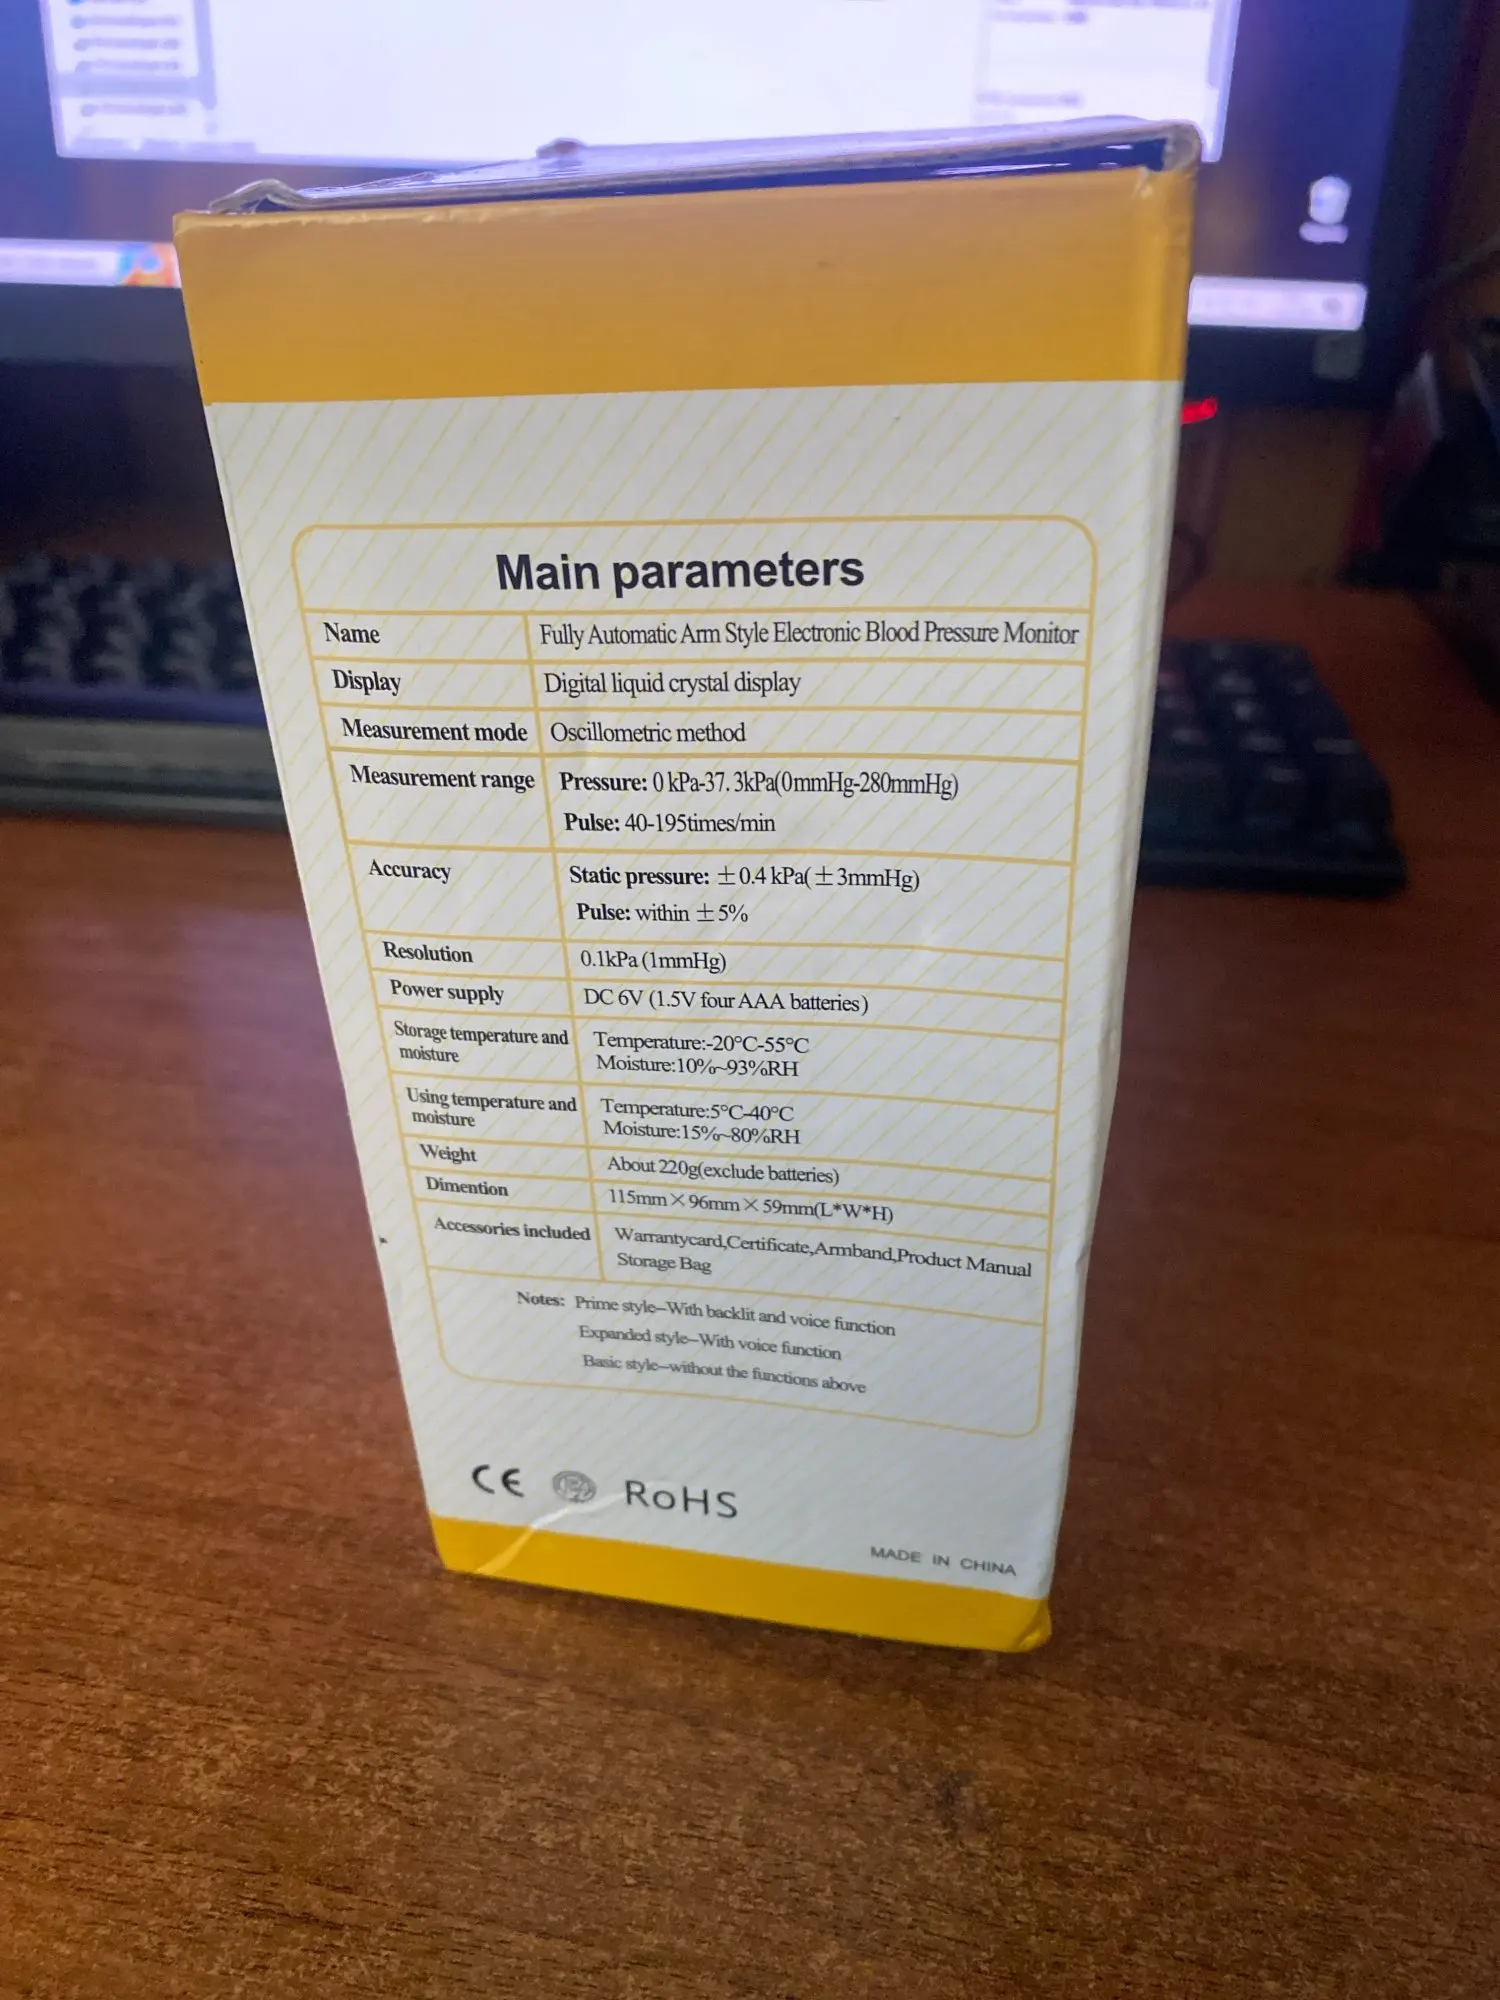 Main parameters
Name Fully Automatic Arm Style Electronic Blood Pressure Monitor
Display Digital liquid crystal display
Measurement mode Oscillometric method
Measurement range Pressure: 0 kPa-37. 3kPa(0mmHg-280mmHg)
Pulse: 40-195times/min
Accuracy Static pressure: ±0.4 kPa(±3mmHg)
Pulse: within ±5%
Resolution 0.1kPa (1mmHg)
Power supply DC 6V (1.5V four AAA batteries)
Storage temperature and Temperature:-20°C-55°C
moisture Moisture:10%~93%RH
Using temperature and Temperature:5°C-40°C
moisture Moisture:15%~80%RH
Weight About 220g(exclude batteries)
Dimention 115mm×96mm×59mm(L*W*H)
Accessories included Warrantycard,Certificate,Armband,Product Manual
Storage Bag
Notes: Prime style–With backlit and voice function
Expanded style–With voice function
Basic style–without the functions above
CE RoHS
MADE IN CHINA